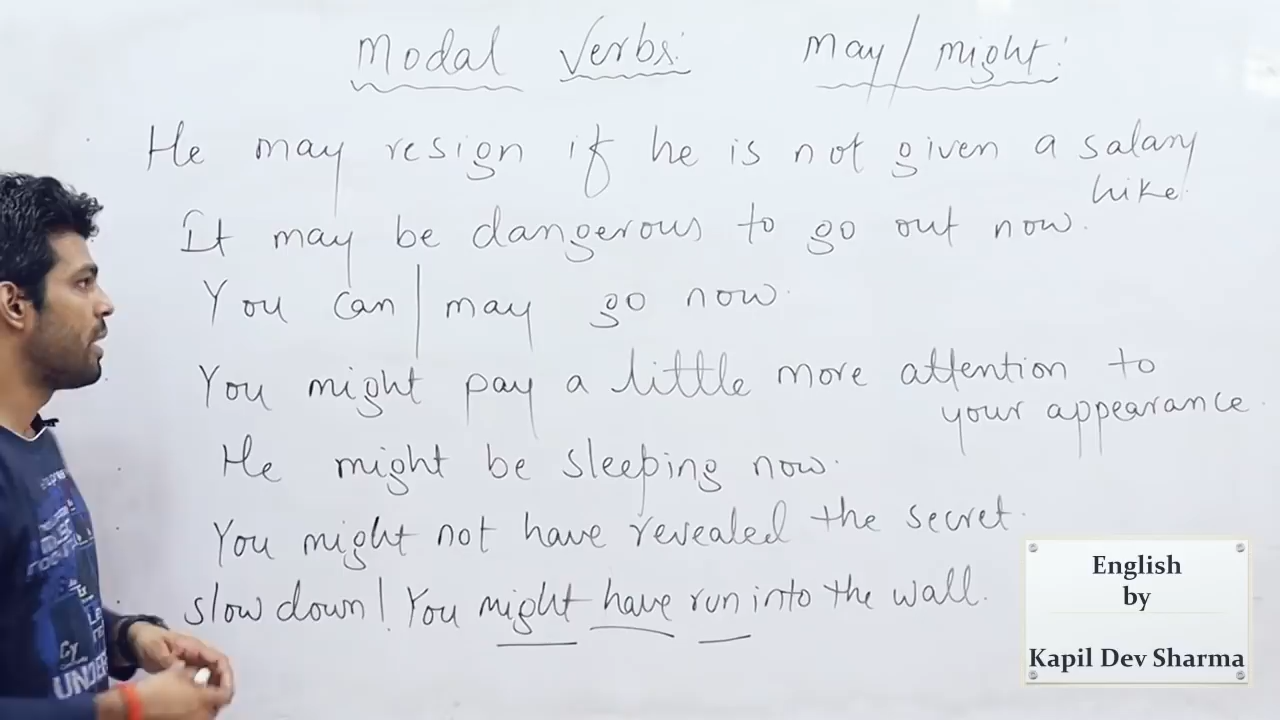 Modal Verbs: may/might:
He may resign if he is not given a salary
hike.
It may be dangerous to go out now.
You can/may go now.
You might pay a little more attention to
your appearance.
He might be sleeping now.
You might not have revealed the secret.
slow down! You might have run into the wall.
English
by
Kapil Dev Sharma
UNDER